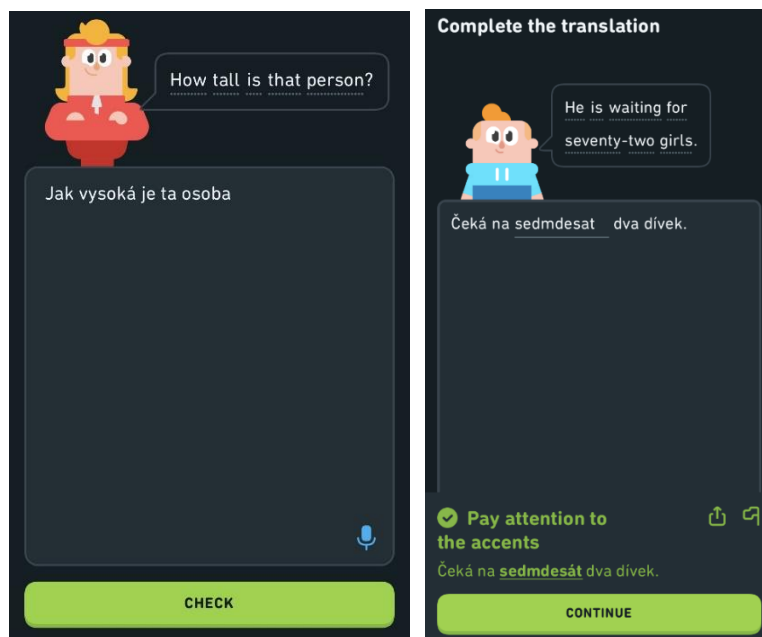 How tall is that person?
Jak vysoká je ta osoba
CHECK
Complete the translation
He is waiting for
seventy-two girls.
Čeká na sedmdesat dva dívek.
Pay attention to
the accents
Čeká na sedmdesát dva dívek.
CONTINUE